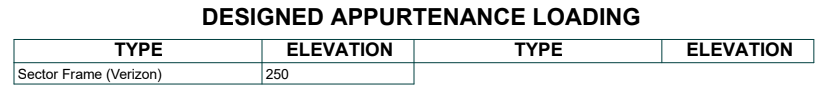 DESIGNED APPURTENANCE LOADING
TYPE ELEVATION TYPE ELEVATION
Sector Frame (Verizon) 250